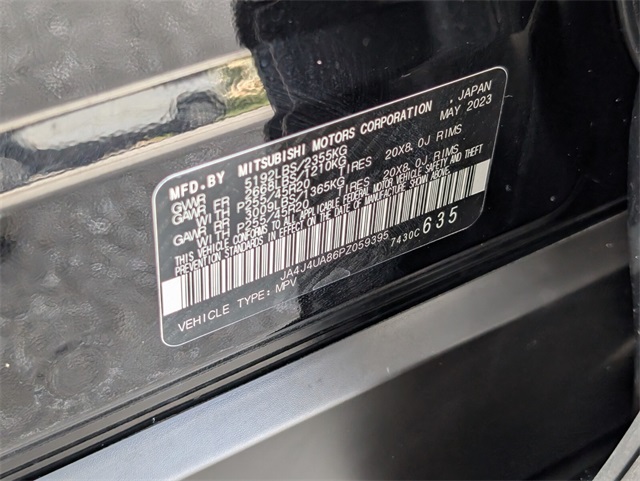 MFD.BY MITSUBISHI MOTORS CORPORATION , JAPAN
MAY 2023
GVWR 5192LBS/2355KG
GAWR FR 2668LBS/1210KG
WITH P255/45R20 TIRES 20X8.0J RIMS
GAWR RR 3009LBS/1365KG
WITH P255/45R20 TIRES 20X8.0J RIMS
THIS VEHICLE CONFORMS TO ALL APPLICABLE FEDERAL MOTOR VEHICLE SAFETY AND THEFT
PREVENTION STANDARDS IN EFFECT ON THE DATE OF MANUFACTURE SHOWN ABOVE.
JA4J4UA86PZ059395
7430C 635
VEHICLE TYPE: MPV